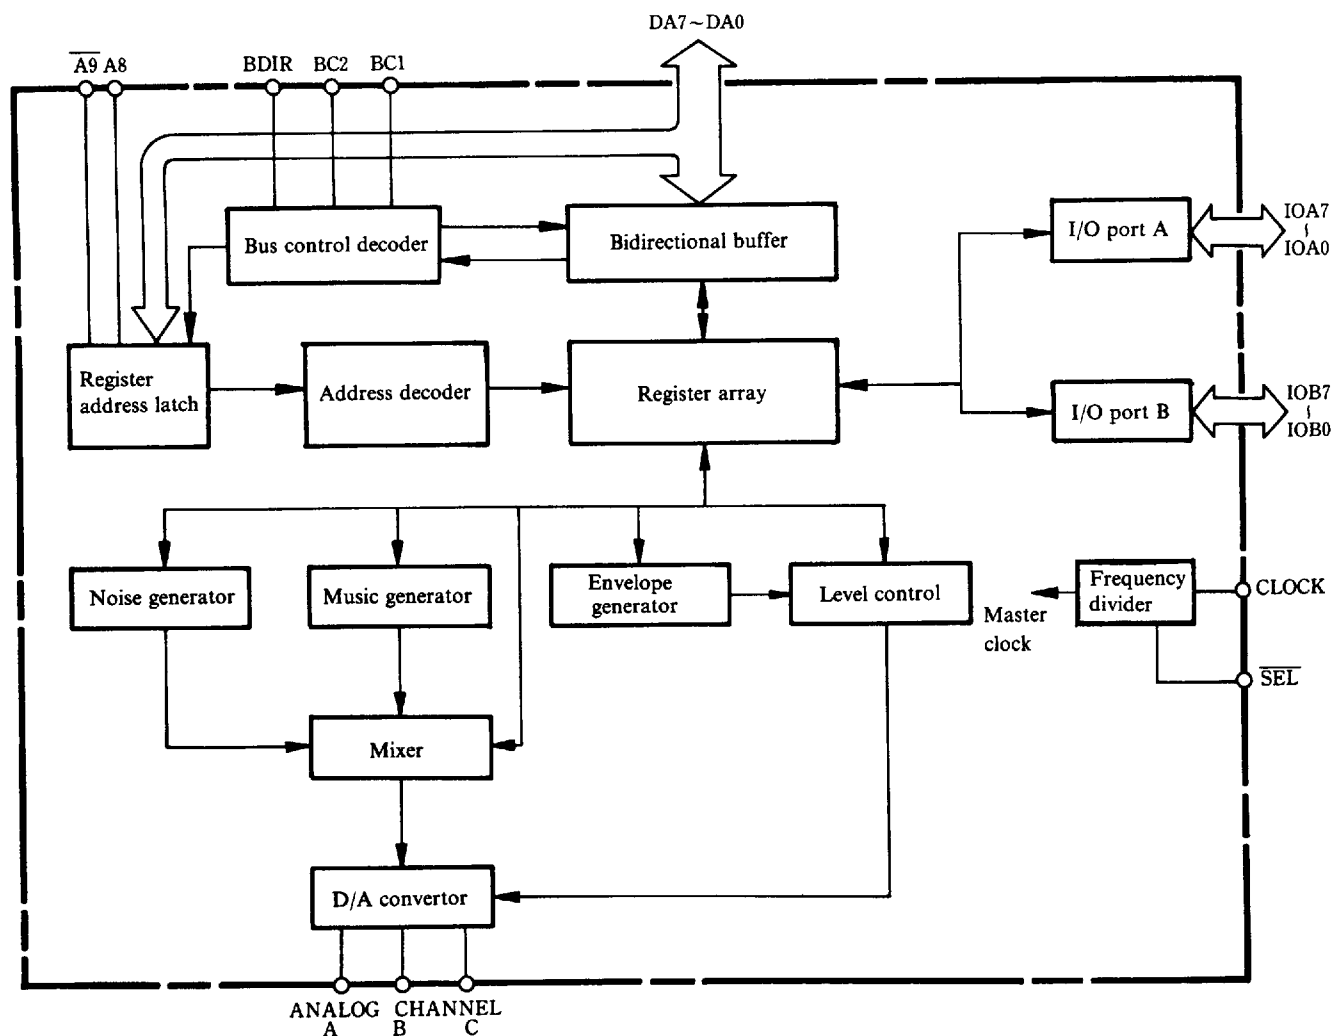 DA7~DA0
A9 A8 BDIR BC2 BC1
Bus control decoder
Bidirectional buffer
I/O port A
IOA7
~
IOA0
Register
address latch
Address decoder
Register array
I/O port B
IOB7
~
IOB0
Noise generator
Music generator
Envelope
generator
Level control
Frequency
divider
CLOCK
Master
clock
SEL
Mixer
D/A convertor
ANALOG CHANNEL
A B C